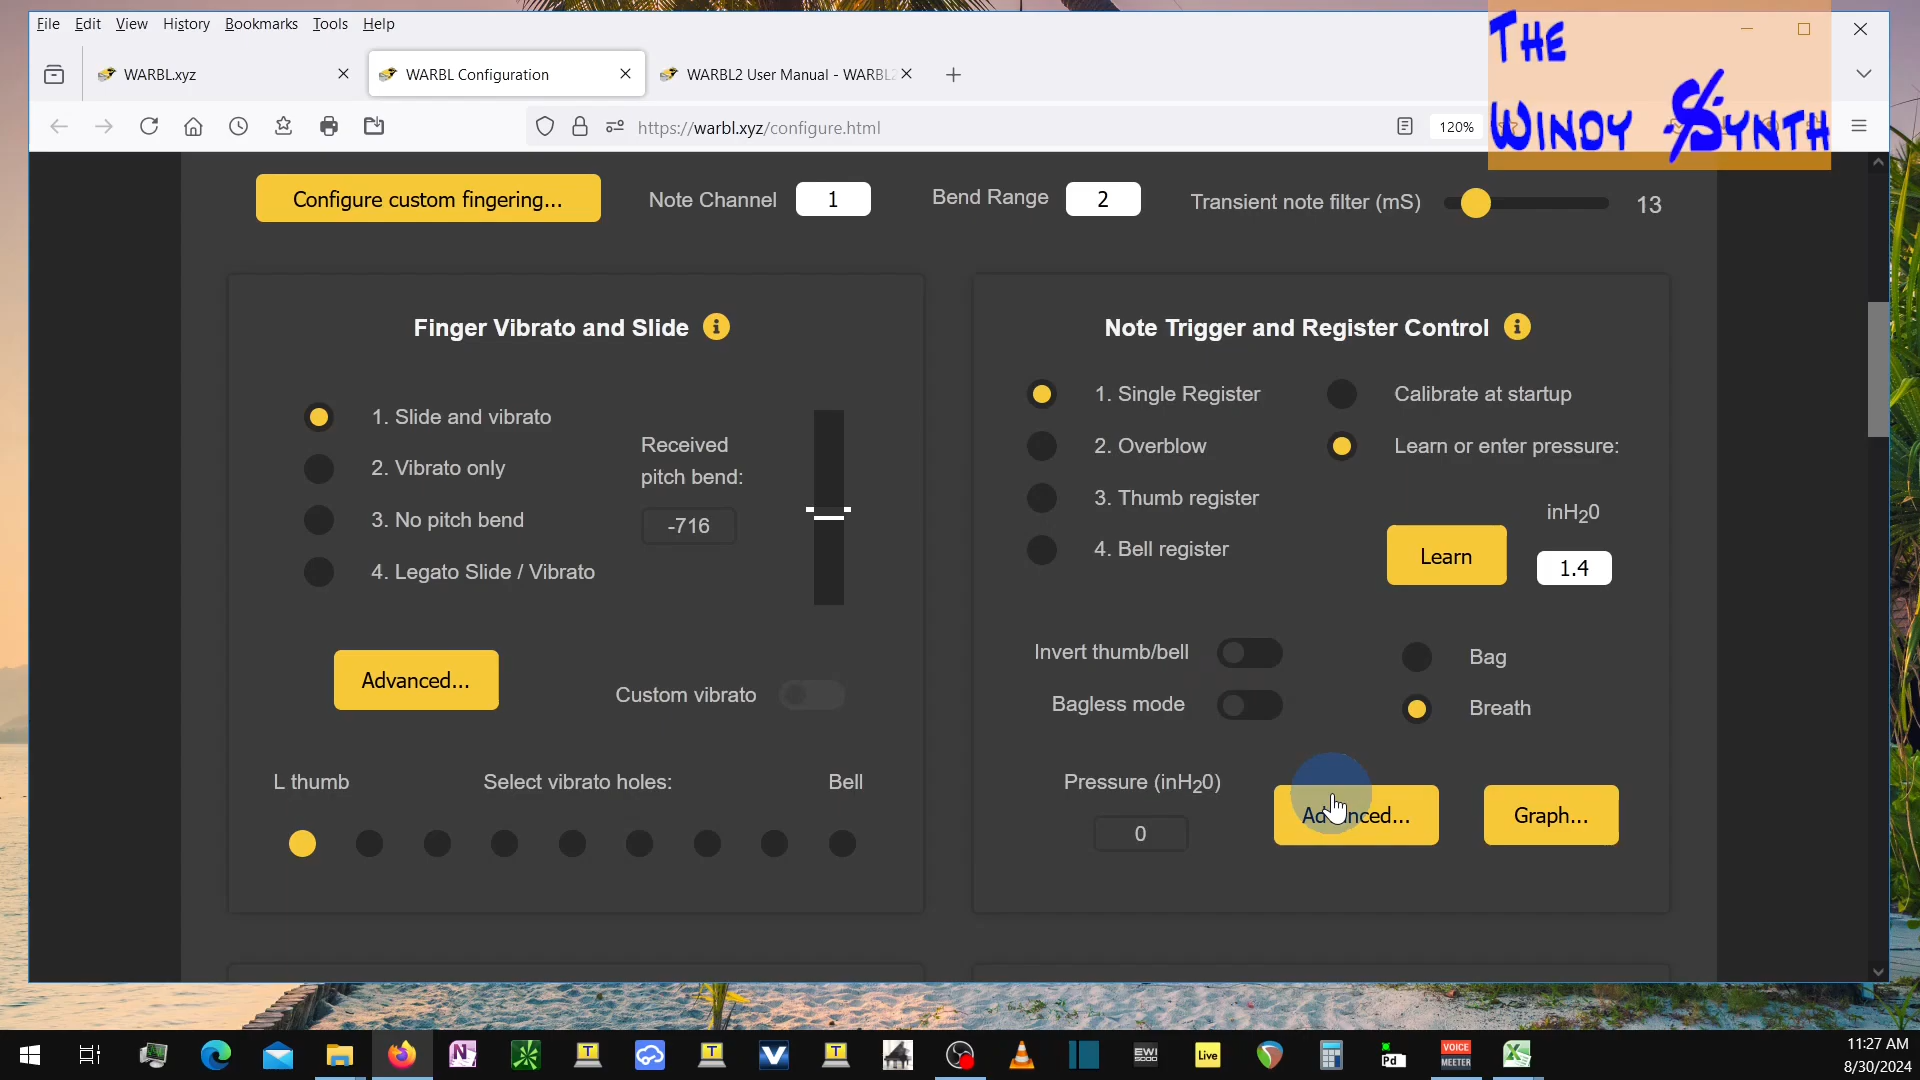 File Edit View History Bookmarks Tools Help
THE
WINDY SYNTH
WARBL.xyz
WARBL Configuration
WARBL2 User Manual - WARBL2
https://warbl.xyz/configure.html
120%
Configure custom fingering...
Note Channel 1
Bend Range 2
Transient note filter (mS) 13
Finger Vibrato and Slide i
1. Slide and vibrato
2. Vibrato only
3. No pitch bend
4. Legato Slide / Vibrato
Received
pitch bend:
-716
Advanced...
Custom vibrato
L thumb
Select vibrato holes:
Bell
Note Trigger and Register Control i
1. Single Register
2. Overblow
3. Thumb register
4. Bell register
Calibrate at startup
Learn or enter pressure:
inH20
Learn
1.4
Invert thumb/bell
Bagless mode
Bag
Breath
Pressure (inH20)
0
Advanced...
Graph...
N
T
T
V
T
EWI
5000
Live
Pd
VOICE
MEETER
X
11:27 AM
8/30/2024